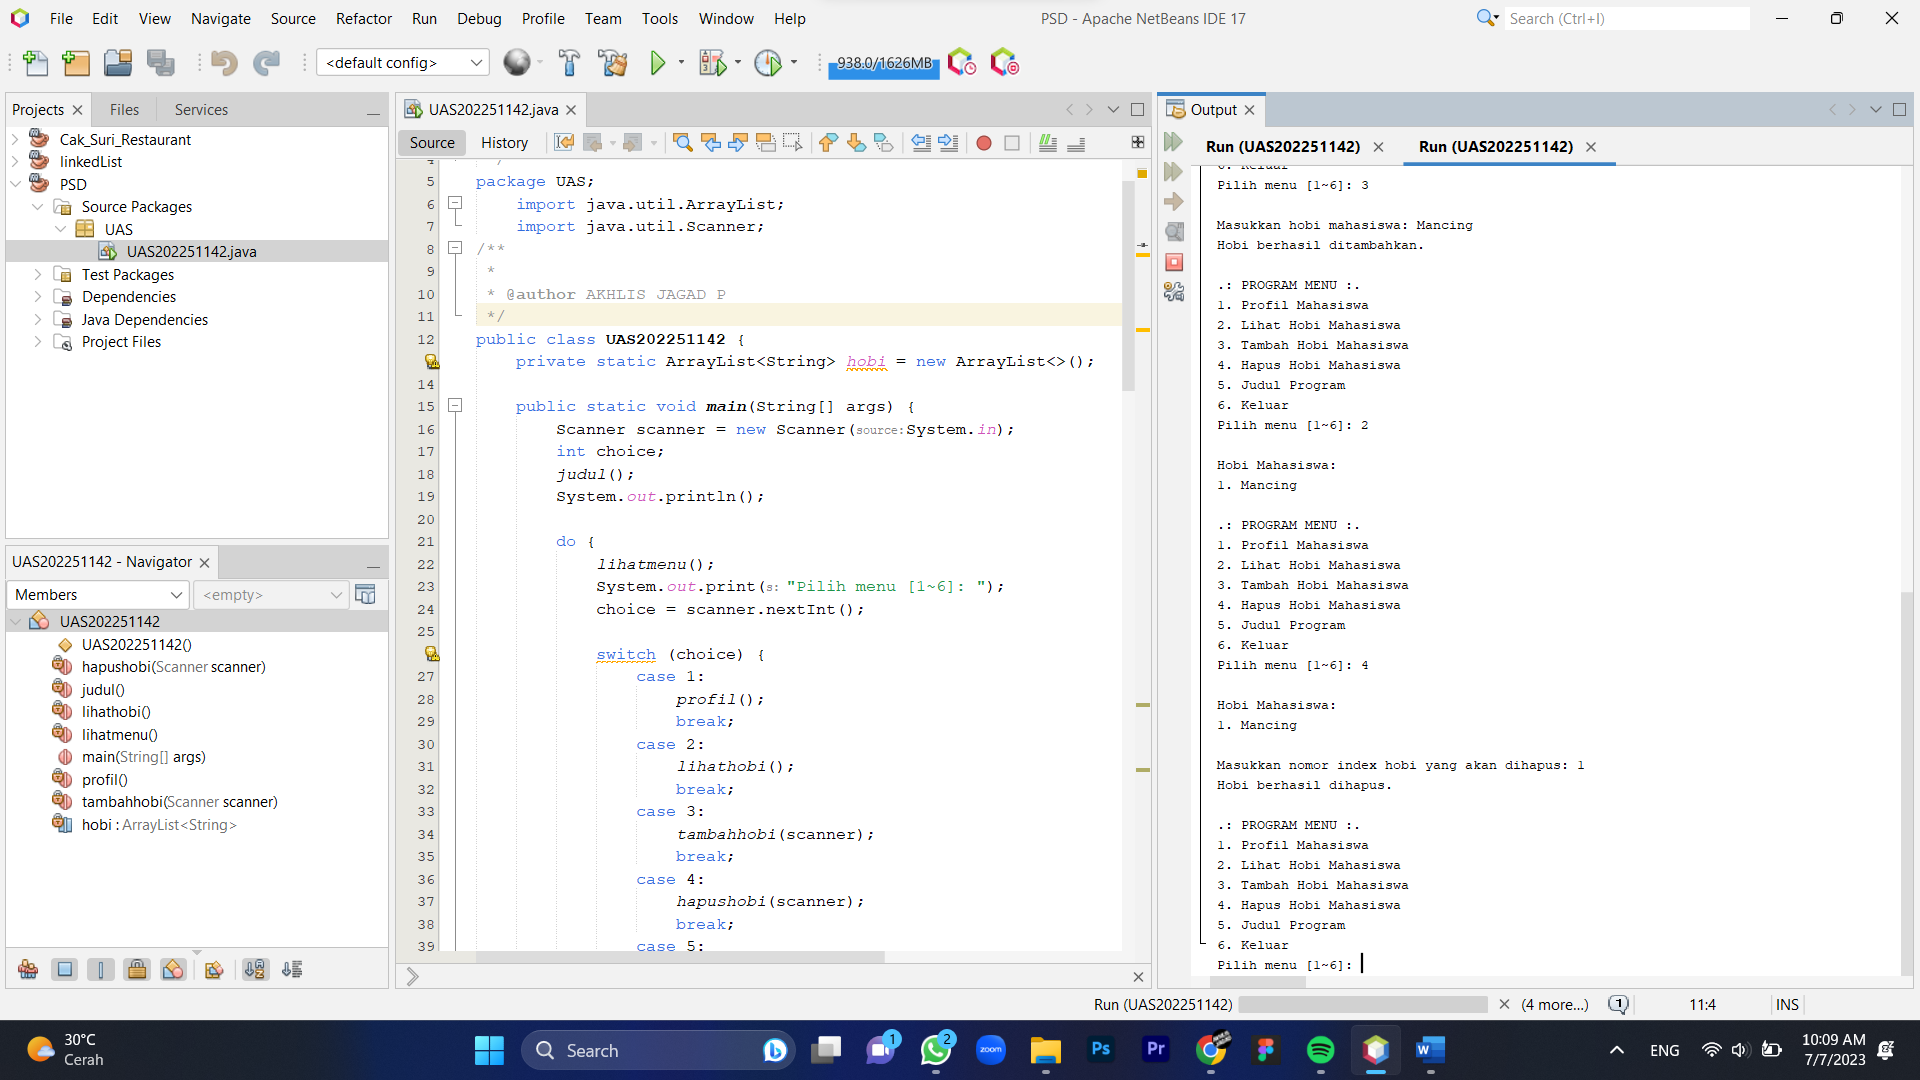 File Edit View Navigate Source Refactor Run Debug Profile Team Tools Window Help
PSD - Apache NetBeans IDE 17
Search (Ctrl+I)
<default config>
938.0/1626MB
Projects Files Services
Cak_Suri_Restaurant
linkedList
PSD
Source Packages
UAS
UAS202251142.java
Test Packages
Dependencies
Java Dependencies
Project Files
UAS202251142 - Navigator
Members <empty>
UAS202251142
UAS202251142()
hapushobi(Scanner scanner)
judul()
lihathobi()
lihatmenu()
main(String[] args)
profil()
tambahhobi(Scanner scanner)
hobi : ArrayList<String>
UAS202251142.java
Source History
4 */
5 package UAS;
6 import java.util.ArrayList;
7 import java.util.Scanner;
8 /**
9 *
10 * @author AKHLIS JAGAD P
11 */
12 public class UAS202251142 {
private static ArrayList<String> hobi = new ArrayList<>();
14
15 public static void main(String[] args) {
16 Scanner scanner = new Scanner(source:System.in);
17 int choice;
18 judul();
19 System.out.println();
20
21 do {
22 lihatmenu();
23 System.out.print(s: "Pilih menu [1~6]: ");
24 choice = scanner.nextInt();
25
switch (choice) {
27 case 1:
28 profil();
29 break;
30 case 2:
31 lihathobi();
32 break;
33 case 3:
34 tambahhobi(scanner);
35 break;
36 case 4:
37 hapushobi(scanner);
38 break;
39 case 5:
Output
Run (UAS202251142) Run (UAS202251142)
6. Keluar
Pilih menu [1~6]: 3
Masukkan hobi mahasiswa: Mancing
Hobi berhasil ditambahkan.
.: PROGRAM MENU :.
1. Profil Mahasiswa
2. Lihat Hobi Mahasiswa
3. Tambah Hobi Mahasiswa
4. Hapus Hobi Mahasiswa
5. Judul Program
6. Keluar
Pilih menu [1~6]: 2
Hobi Mahasiswa:
1. Mancing
.: PROGRAM MENU :.
1. Profil Mahasiswa
2. Lihat Hobi Mahasiswa
3. Tambah Hobi Mahasiswa
4. Hapus Hobi Mahasiswa
5. Judul Program
6. Keluar
Pilih menu [1~6]: 4
Hobi Mahasiswa:
1. Mancing
Masukkan nomor index hobi yang akan dihapus: 1
Hobi berhasil dihapus.
.: PROGRAM MENU :.
1. Profil Mahasiswa
2. Lihat Hobi Mahasiswa
3. Tambah Hobi Mahasiswa
4. Hapus Hobi Mahasiswa
5. Judul Program
6. Keluar
Pilih menu [1~6]:
Run (UAS202251142) (4 more...) 1 11:4 INS
30°C
Cerah
Search
1
2
zoom
Ps
Pr
ENG
10:09 AM
7/7/2023